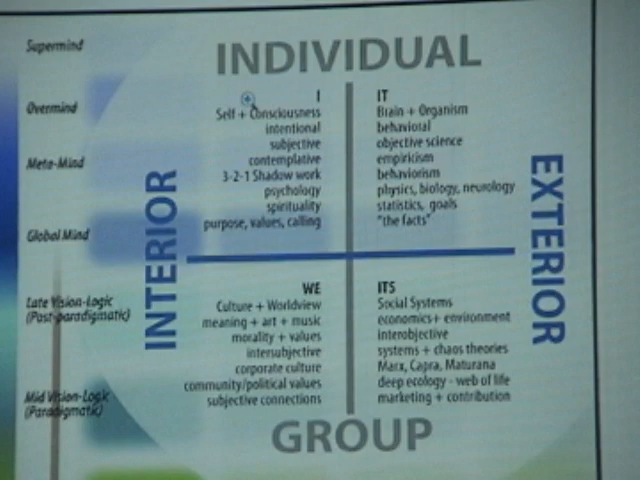 Supermind
Overmind
Meta-Mind
Global Mind
Late Vision-Logic
(Post-paradigmatic)
Mid Vision-Logic
(Paradigmatic)
INDIVIDUAL
INTERIOR
EXTERIOR
I
Self + Consciousness
intentional
subjective
contemplative
3-2-1 Shadow work
psychology
spirituality
purpose, values, calling
IT
Brain + Organism
behavioral
objective science
empiricism
behaviorism
physics, biology, neurology
statistics, goals
"the facts"
WE
Culture + Worldview
meaning + art + music
morality + values
intersubjective
corporate culture
community/political values
subjective connections
ITS
Social Systems
economics+ environment
interobjective
systems + chaos theories
Marx, Capra, Maturana
deep ecology - web of life
marketing + contribution
GROUP